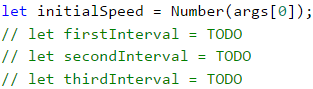 let initialSpeed = Number(args[0]);
// let firstInterval = TODO
// let secondInterval = TODO
// let thirdInterval = TODO